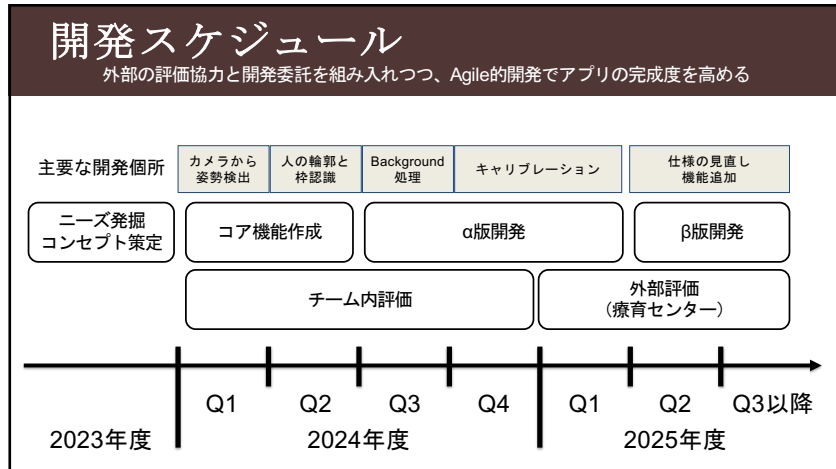 開発スケジュール
外部の評価協力と開発委託を組み入れつつ、Agile的開発でアプリの完成度を高める
主要な開発個所
カメラから
姿勢検出
人の輪郭と
枠認識
Background
処理
キャリブレーション
仕様の見直し
機能追加
ニーズ発掘
コンセプト策定
コア機能作成
α版開発
β版開発
チーム内評価
外部評価
（療育センター）
Q1
Q2
Q3
Q4
Q1
Q2
Q3以降
2023年度
2024年度
2025年度